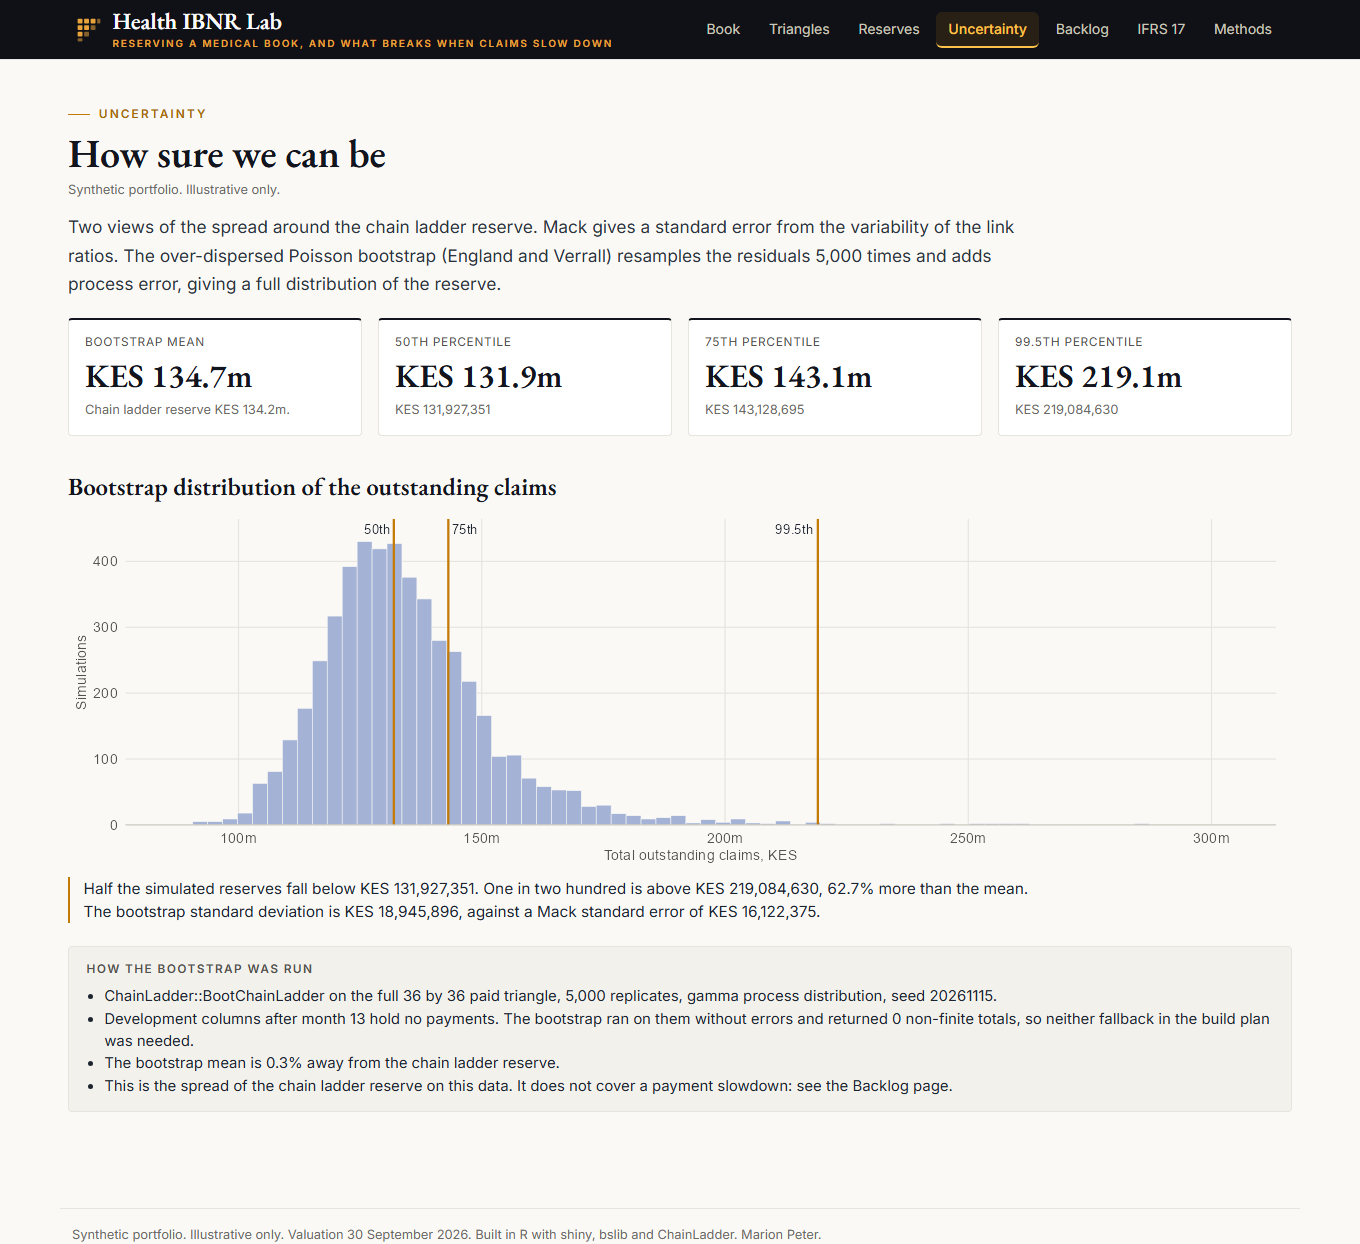 Health IBNR Lab
RESERVING A MEDICAL BOOK, AND WHAT BREAKS WHEN CLAIMS SLOW DOWN
Book Triangles Reserves Uncertainty Backlog IFRS 17 Methods
UNCERTAINTY
How sure we can be
Synthetic portfolio. Illustrative only.
Two views of the spread around the chain ladder reserve. Mack gives a standard error from the variability of the link
ratios. The over-dispersed Poisson bootstrap (England and Verrall) resamples the residuals 5,000 times and adds
process error, giving a full distribution of the reserve.
BOOTSTRAP MEAN
KES 134.7m
Chain ladder reserve KES 134.2m.
50TH PERCENTILE
KES 131.9m
KES 131,927,351
75TH PERCENTILE
KES 143.1m
KES 143,128,695
99.5TH PERCENTILE
KES 219.1m
KES 219,084,630
Bootstrap distribution of the outstanding claims
50th 75th 99.5th
400
300
200
100
0
Simulations
100m 150m 200m 250m 300m
Total outstanding claims, KES
Half the simulated reserves fall below KES 131,927,351. One in two hundred is above KES 219,084,630, 62.7% more than the mean.
The bootstrap standard deviation is KES 18,945,896, against a Mack standard error of KES 16,122,375.
HOW THE BOOTSTRAP WAS RUN
• ChainLadder::BootChainLadder on the full 36 by 36 paid triangle, 5,000 replicates, gamma process distribution, seed 20261115.
• Development columns after month 13 hold no payments. The bootstrap ran on them without errors and returned 0 non-finite totals, so neither fallback in the build plan
was needed.
• The bootstrap mean is 0.3% away from the chain ladder reserve.
• This is the spread of the chain ladder reserve on this data. It does not cover a payment slowdown: see the Backlog page.
Synthetic portfolio. Illustrative only. Valuation 30 September 2026. Built in R with shiny, bslib and ChainLadder. Marion Peter.